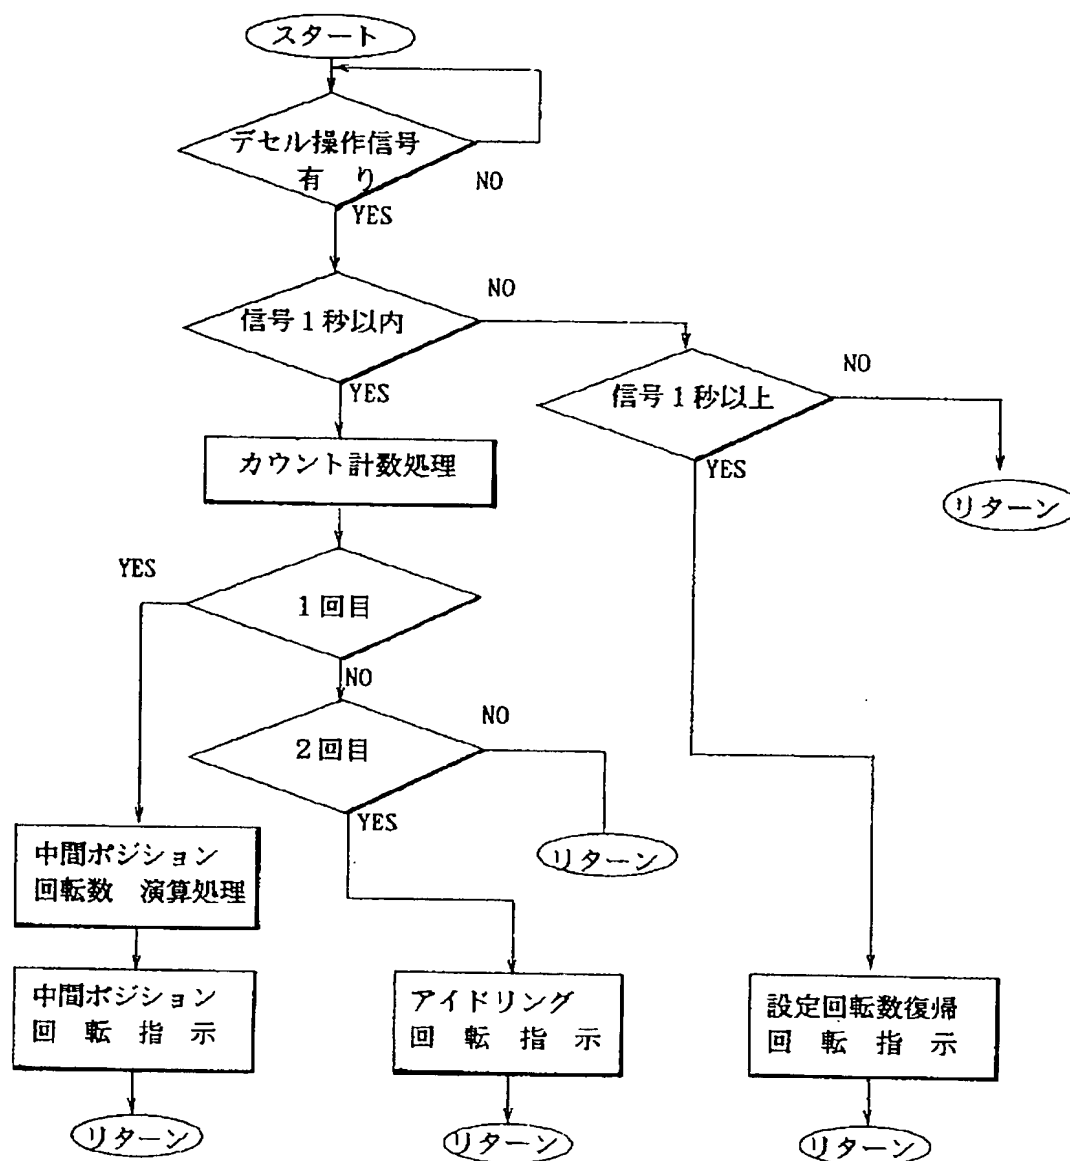 スタート
デセル操作信号
有り
NO
YES
信号1秒以内
NO
YES
信号1秒以上
NO
YES
リターン
カウント計数処理
YES
1回目
NO
2回目
NO
YES
リターン
中間ポジション
回転数 演算処理
中間ポジション
回転指示
リターン
アイドリング
回転指示
リターン
設定回転数復帰
回転指示
リターン